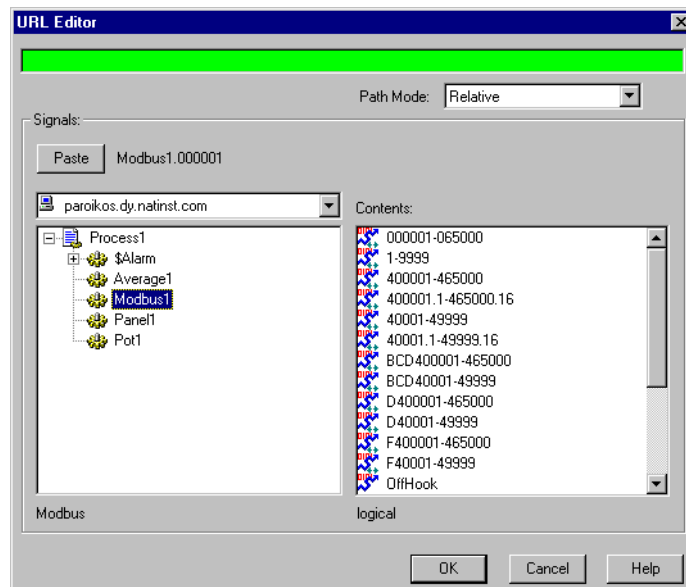 URL Editor
Path Mode: Relative
Signals:
Paste Modbus1.000001
paroikos.dy.natinst.com
Contents:
Process1
$Alarm
Average1
Modbus1
Panel1
Pot1
000001-065000
1-9999
400001-465000
400001.1-465000.16
40001-49999
40001.1-49999.16
BCD400001-465000
BCD40001-49999
D400001-465000
D40001-49999
F400001-465000
F40001-49999
OffHook
Modbus
logical
OK Cancel Help